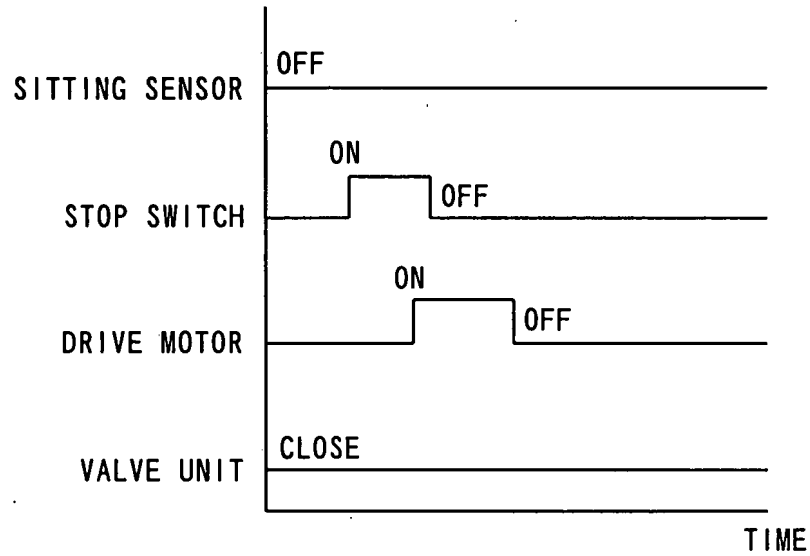 OFF
SITTING SENSOR
ON
STOP SWITCH
OFF
ON
DRIVE MOTOR
OFF
CLOSE
VALVE UNIT
TIME